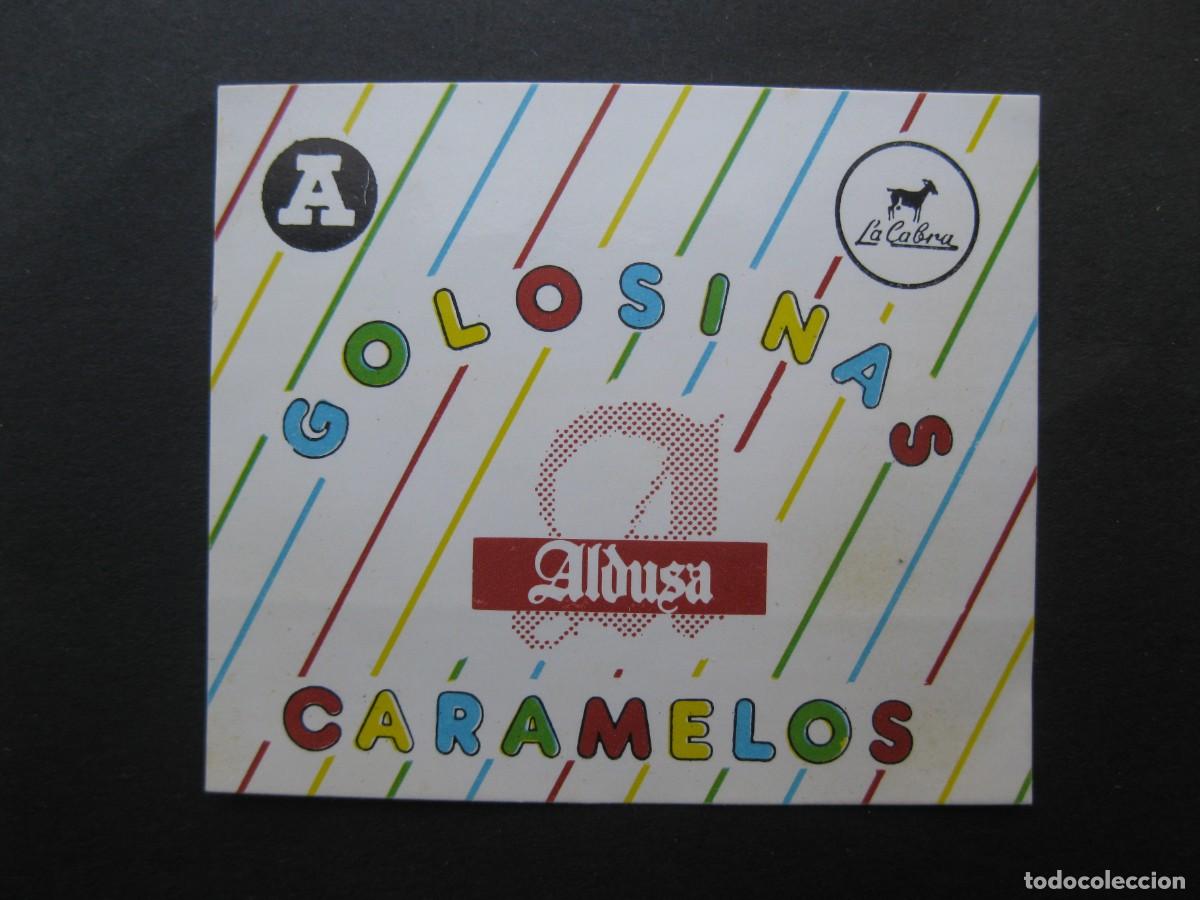 A
La Cabra
GOLOSINAS
Aldusa
CARAMELOS
todocoleccion